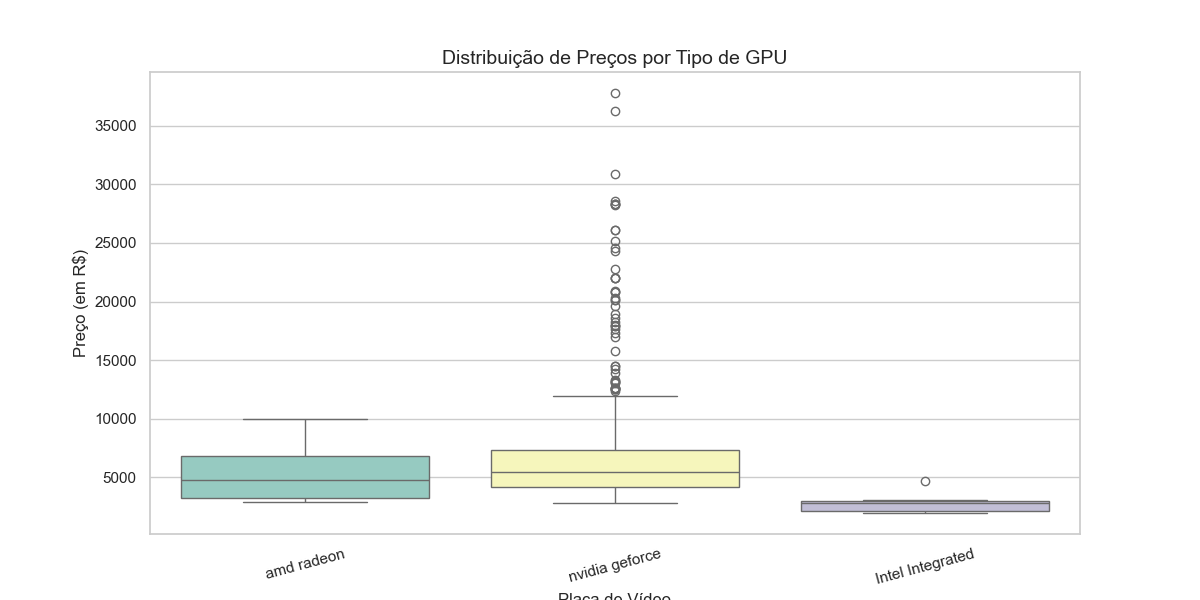 Distribuição de Preços por Tipo de GPU
Preço (em R$)
35000
30000
25000
20000
15000
10000
5000
amd radeon
nvidia geforce
Intel Integrated
Placa de Vídeo